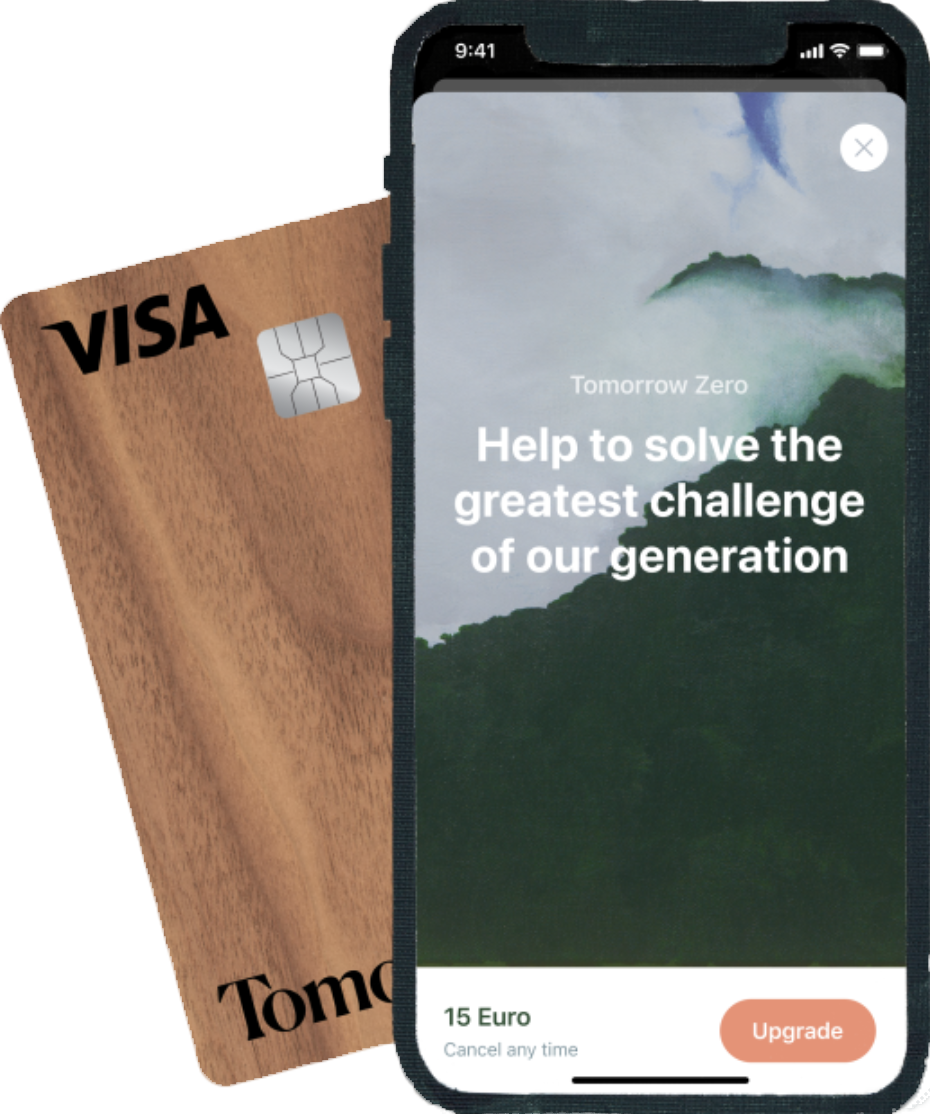 9:41
VISA
Tomorrow Zero
Help to solve the
greatest challenge
of our generation
Tomo
15 Euro
Upgrade
Cancel any time